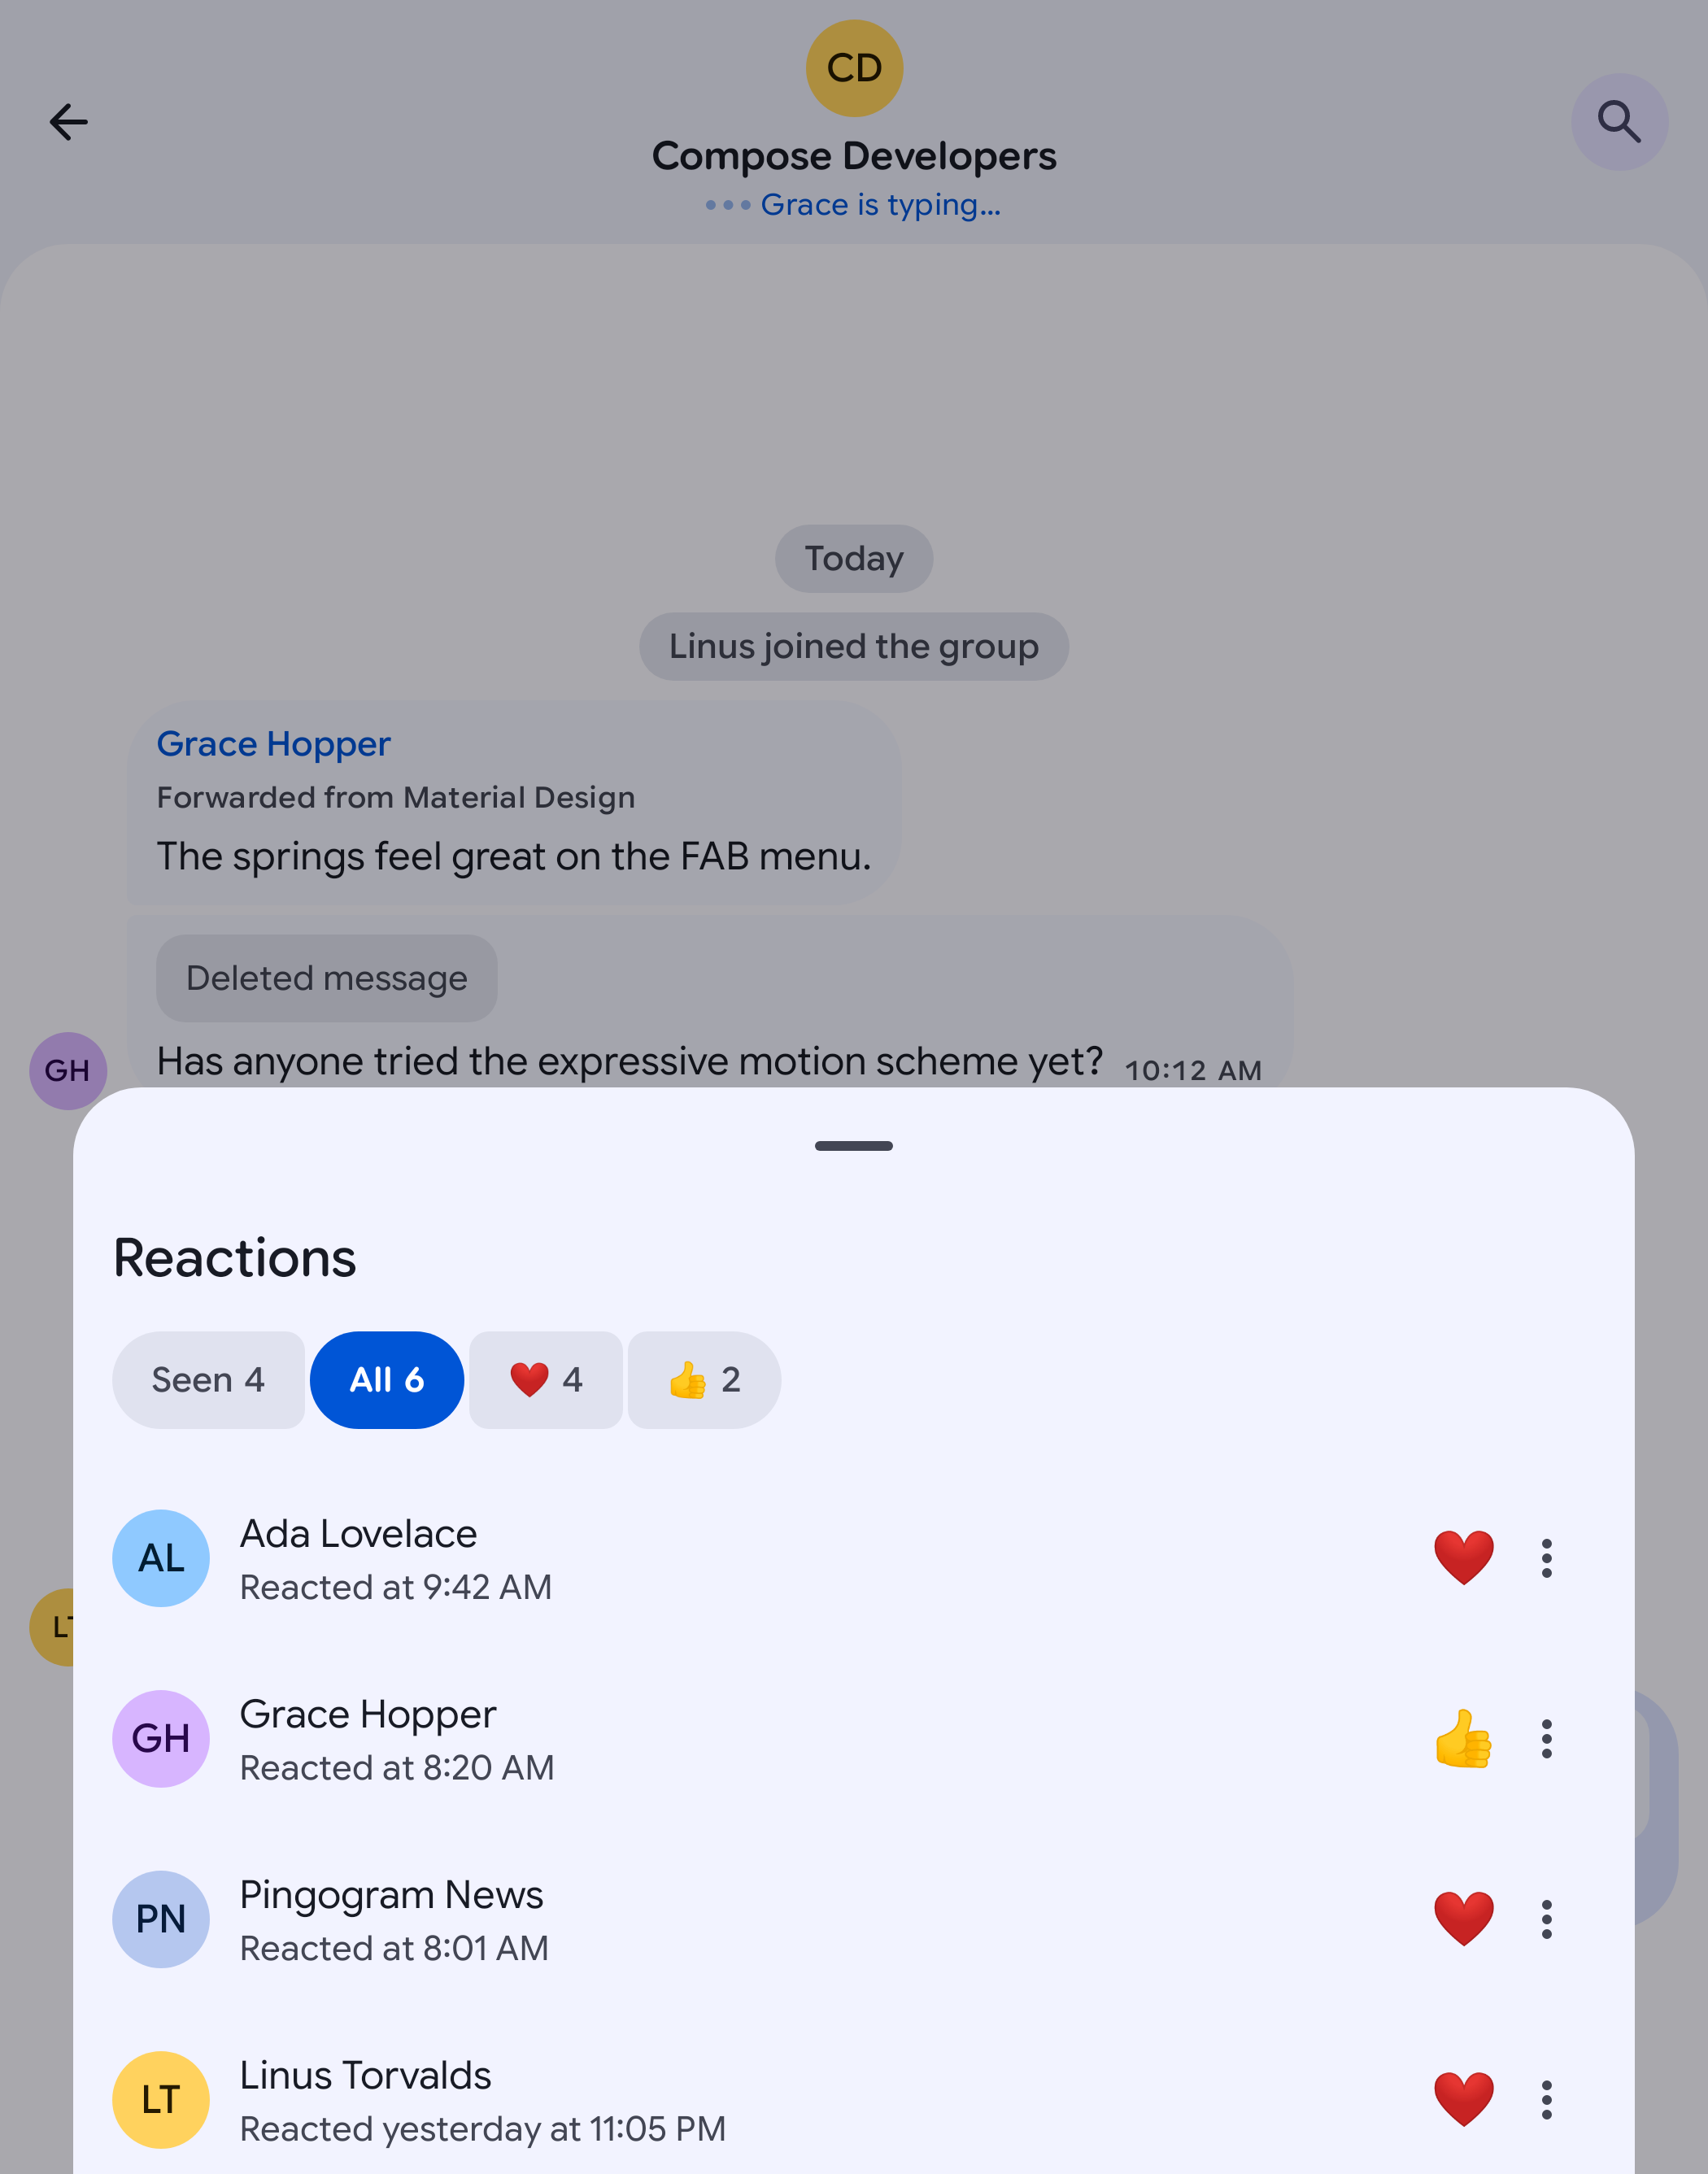 CD
Compose Developers
Grace is typing...
Today
Linus joined the group
Grace Hopper
Forwarded from Material Design
The springs feel great on the FAB menu.
Deleted message
GH
Has anyone tried the expressive motion scheme yet? 10:12 AM
Reactions
Seen 4
All 6
❤️ 4
👍 2
AL
Ada Lovelace
Reacted at 9:42 AM
GH
Grace Hopper
Reacted at 8:20 AM
PN
Pingogram News
Reacted at 8:01 AM
LT
Linus Torvalds
Reacted yesterday at 11:05 PM